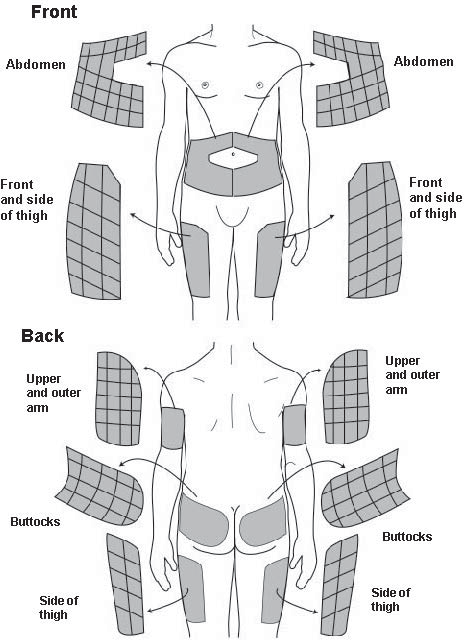 Front
Abdomen
Abdomen
Front
and side
of thigh
Front
and side
of thigh
Back
Upper
and outer
arm
Upper
and outer
arm
Buttocks
Buttocks
Side of
thigh
Side of
thigh